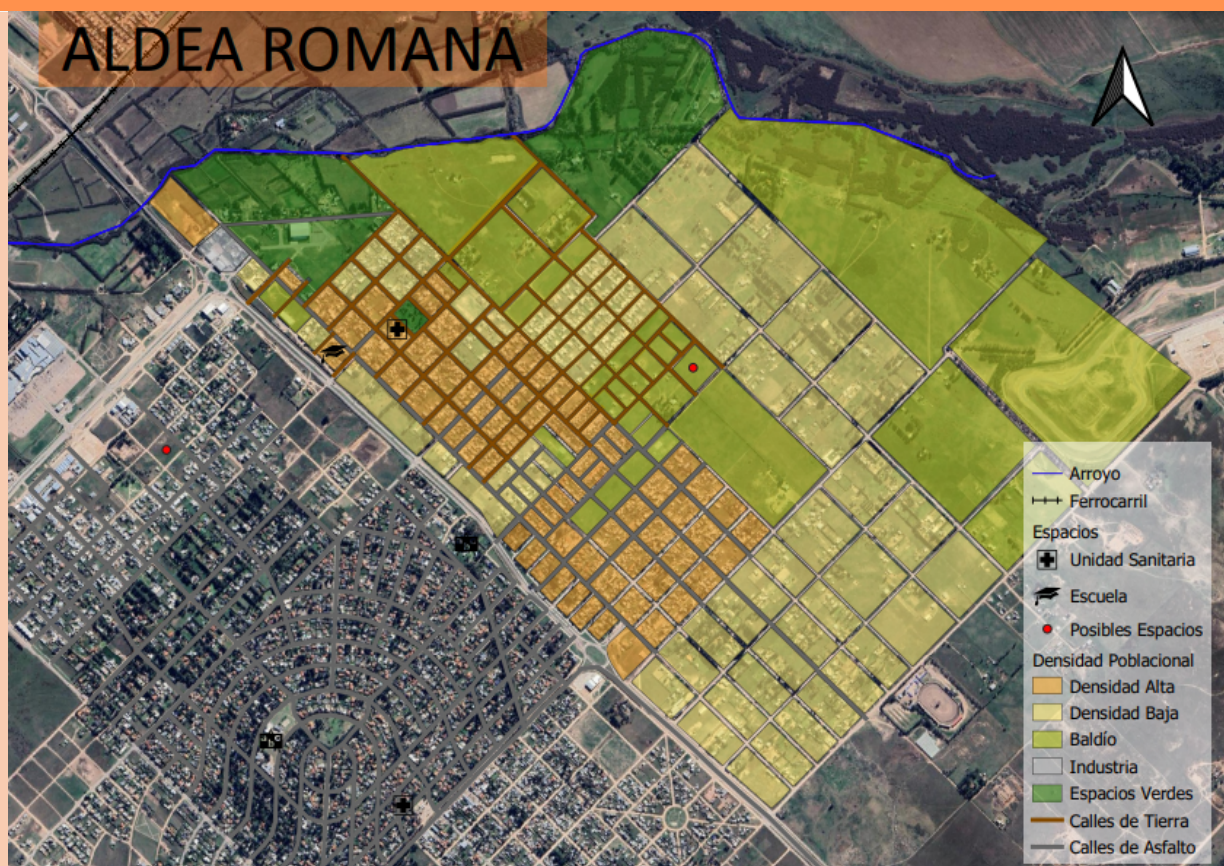 ALDEA ROMANA
Arroyo
Ferrocarril
Espacios
Unidad Sanitaria
Escuela
Posibles Espacios
Densidad Poblacional
Densidad Alta
Densidad Baja
Baldío
Industria
Espacios Verdes
Calles de Tierra
Calles de Asfalto